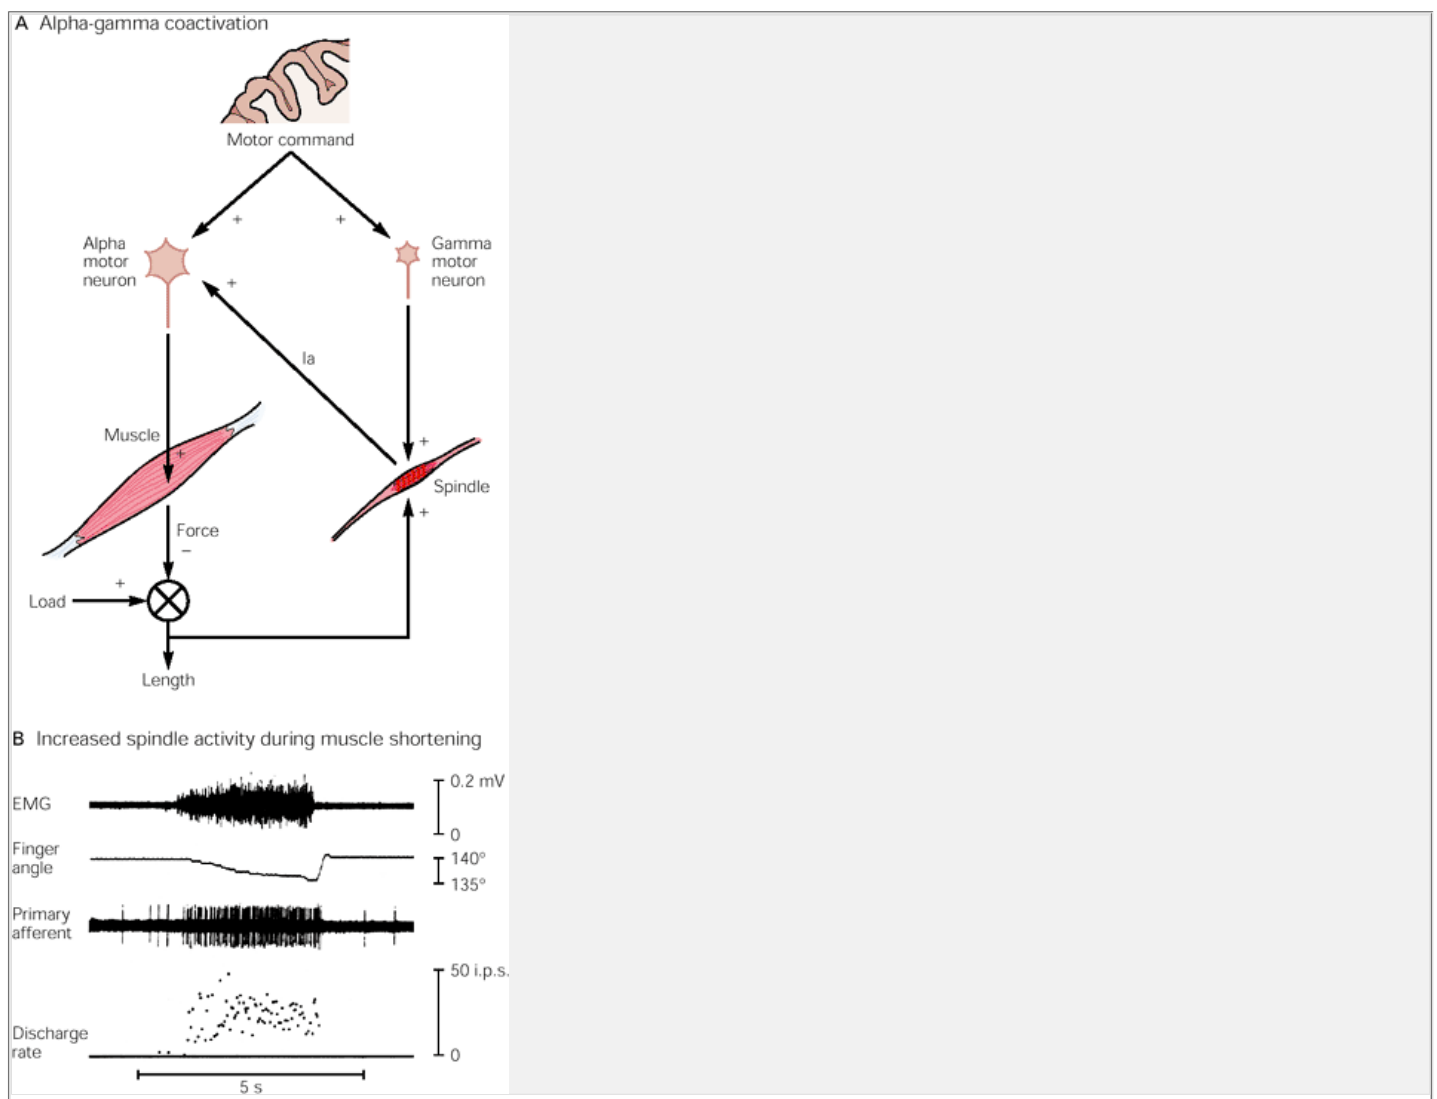 A Alpha-gamma coactivation
Motor command
+ +
Alpha
motor
neuron
Gamma
motor
neuron
+
Ia
Muscle
+
+
Spindle
+
Force
−
+
Load
Length
B Increased spindle activity during muscle shortening
EMG
0.2 mV
0
Finger
angle
140°
135°
Primary
afferent
50 i.p.s.
Discharge
rate
0
5 s